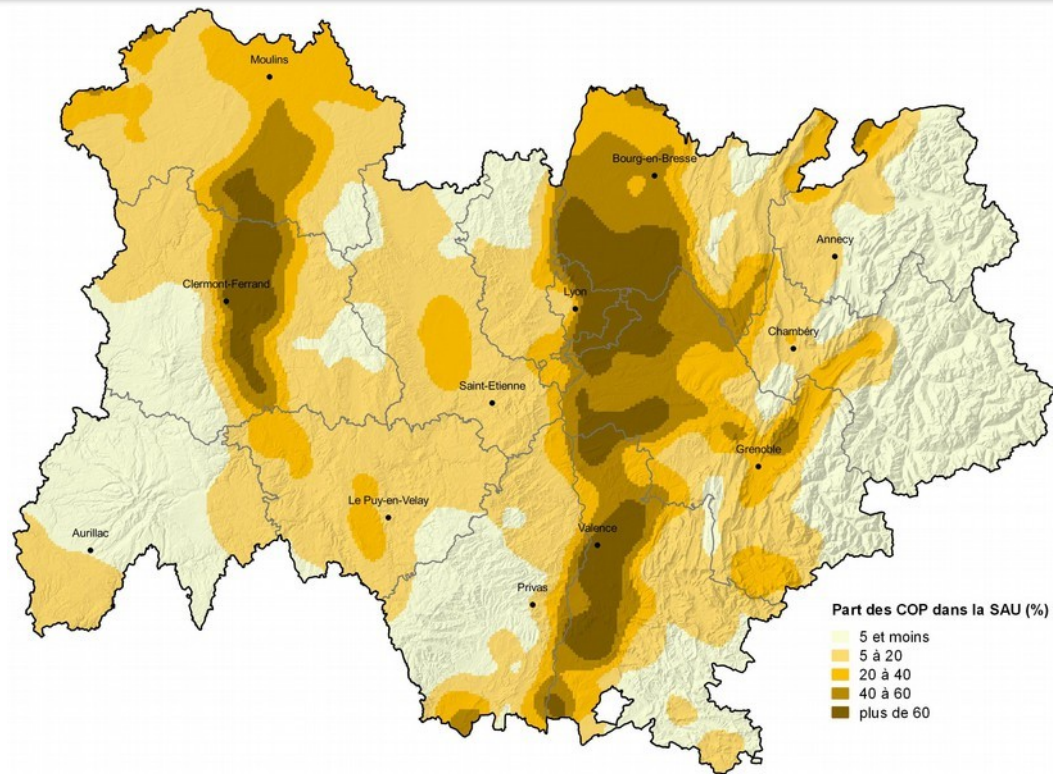 Moulins
Bourg-en-Bresse
Annecy
Clermont-Ferrand
Lyon
Chambéry
Saint-Etienne
Grenoble
Le Puy-en-Velay
Valence
Aurillac
Privas
Part des COP dans la SAU (%)
5 et moins
5 à 20
20 à 40
40 à 60
plus de 60